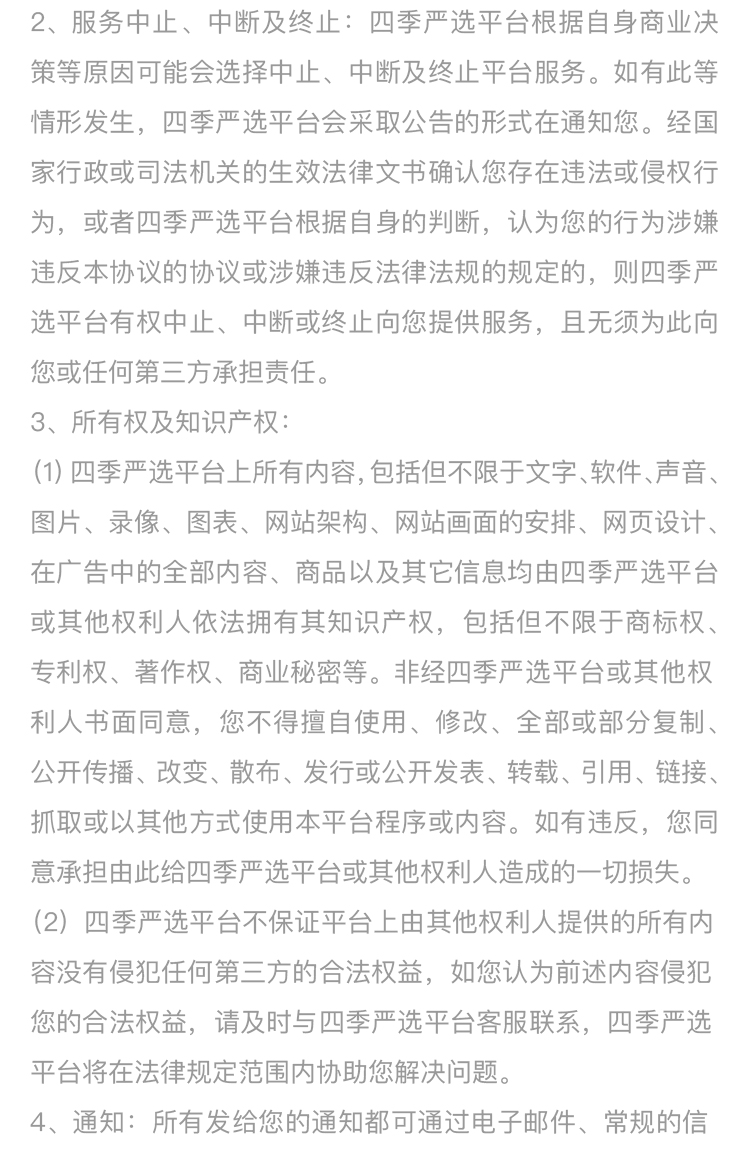 2、服务中止、中断及终止：四季严选平台根据自身商业决
策等原因可能会选择中止、中断及终止平台服务。如有此等
情形发生，四季严选平台会采取公告的形式在通知您。经国
家行政或司法机关的生效法律文书确认您存在违法或侵权行
为，或者四季严选平台根据自身的判断，认为您的行为涉嫌
违反本协议的协议或涉嫌违反法律法规的规定的，则四季严
选平台有权中止、中断或终止向您提供服务，且无须为此向
您或任何第三方承担责任。
3、所有权及知识产权：
(1) 四季严选平台上所有内容,包括但不限于文字､软件､声音、
图片、录像、图表、网站架构、网站画面的安排、网页设计、
在广告中的全部内容、商品以及其它信息均由四季严选平台
或其他权利人依法拥有其知识产权，包括但不限于商标权、
专利权、著作权、商业秘密等。非经四季严选平台或其他权
利人书面同意，您不得擅自使用、修改、全部或部分复制、
公开传播、改变、散布、发行或公开发表、转载、引用、链接、
抓取或以其他方式使用本平台程序或内容。如有违反，您同
意承担由此给四季严选平台或其他权利人造成的一切损失。
(2) 四季严选平台不保证平台上由其他权利人提供的所有内
容没有侵犯任何第三方的合法权益，如您认为前述内容侵犯
您的合法权益，请及时与四季严选平台客服联系，四季严选
平台将在法律规定范围内协助您解决问题。
4、通知：所有发给您的通知都可通过电子邮件、常规的信